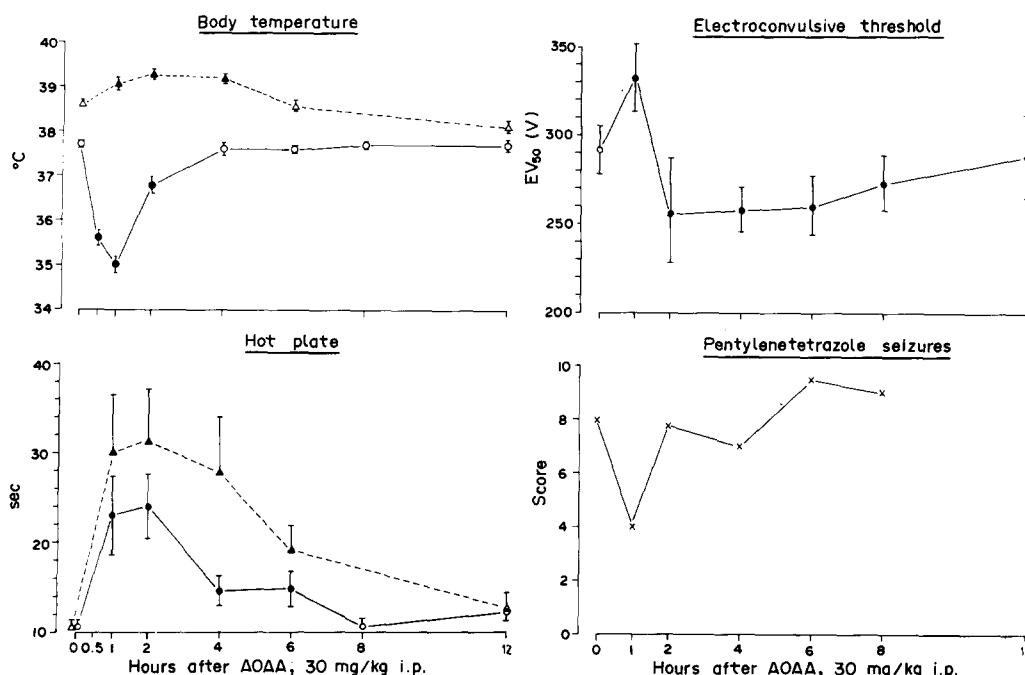 Body temperature
40
39
38
37
36
35
34
°C
Electroconvulsive threshold
350
300
250
200
EV50 (V)
Hot plate
40
30
20
10
sec
0 0.5 1 2 4 6 8 12
Hours after AOAA, 30 mg/kg i.p.
Pentylenetetrazole seizures
10
8
6
4
2
0
Score
0 1 2 4 6 8 1
Hours after AOAA, 30 mg/kg i.p.